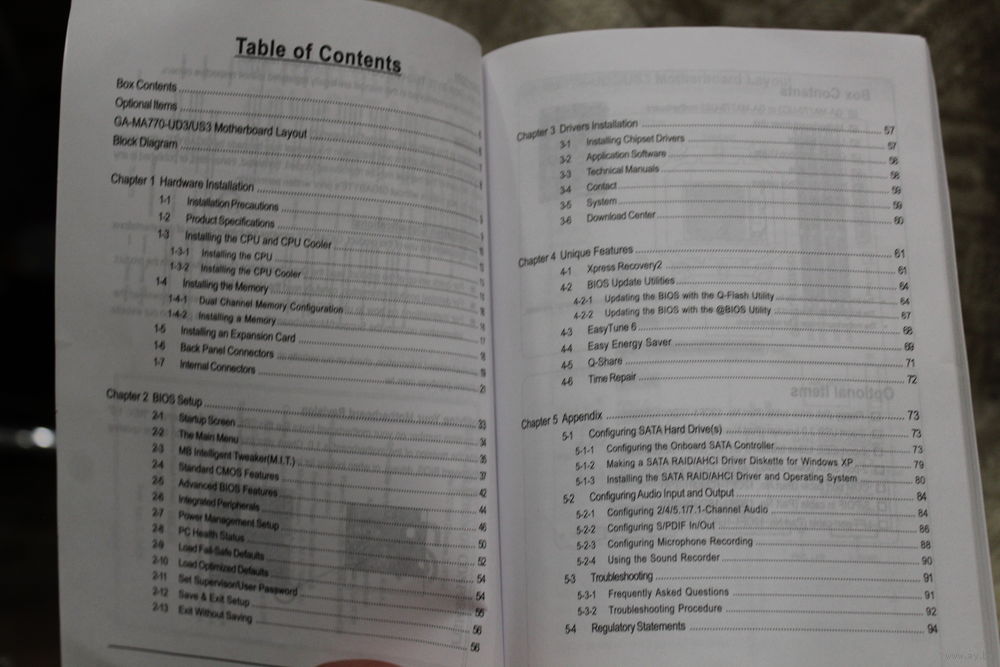 Table of Contents
Box Contents
Optional Items
GA-MA770-UD3/US3 Motherboard Layout
Block Diagram
Chapter 1 Hardware Installation
1-1 Installation Precautions
1-2 Product Specifications
1-3 Installing the CPU and CPU Cooler
1-3-1 Installing the CPU
1-3-2 Installing the CPU Cooler
1-4 Installing the Memory
1-4-1 Dual Channel Memory Configuration
1-4-2 Installing a Memory
1-5 Installing an Expansion Card
1-6 Back Panel Connectors
1-7 Internal Connectors
Chapter 2 BIOS Setup 33
2-1 Startup Screen 34
2-2 The Main Menu 35
2-3 MB Intelligent Tweaker(M.I.T.) 37
2-4 Standard CMOS Features 42
2-5 Advanced BIOS Features 44
2-6 Integrated Peripherals 46
2-7 Power Management Setup 50
2-8 PC Health Status 52
2-9 Load Fail-Safe Defaults 54
2-10 Load Optimized Defaults 54
2-11 Set Supervisor/User Password 55
2-12 Save & Exit Setup 56
2-13 Exit Without Saving 56
Chapter 3 Drivers Installation 57
3-1 Installing Chipset Drivers 57
3-2 Application Software 58
3-3 Technical Manuals 58
3-4 Contact 59
3-5 System 59
3-6 Download Center 60
Chapter 4 Unique Features 61
4-1 Xpress Recovery2 61
4-2 BIOS Update Utilities 64
4-2-1 Updating the BIOS with the Q-Flash Utility 64
4-2-2 Updating the BIOS with the @BIOS Utility 67
4-3 EasyTune 6 68
4-4 Easy Energy Saver 69
4-5 Q-Share 71
4-6 Time Repair 72
Chapter 5 Appendix 73
5-1 Configuring SATA Hard Drive(s) 73
5-1-1 Configuring the Onboard SATA Controller 73
5-1-2 Making a SATA RAID/AHCI Driver Diskette for Windows XP 79
5-1-3 Installing the SATA RAID/AHCI Driver and Operating System 80
5-2 Configuring Audio Input and Output 84
5-2-1 Configuring 2/4/5.1/7.1-Channel Audio 84
5-2-2 Configuring S/PDIF In/Out 86
5-2-3 Configuring Microphone Recording 88
5-2-4 Using the Sound Recorder 90
5-3 Troubleshooting 91
5-3-1 Frequently Asked Questions 91
5-3-2 Troubleshooting Procedure 92
5-4 Regulatory Statements 94